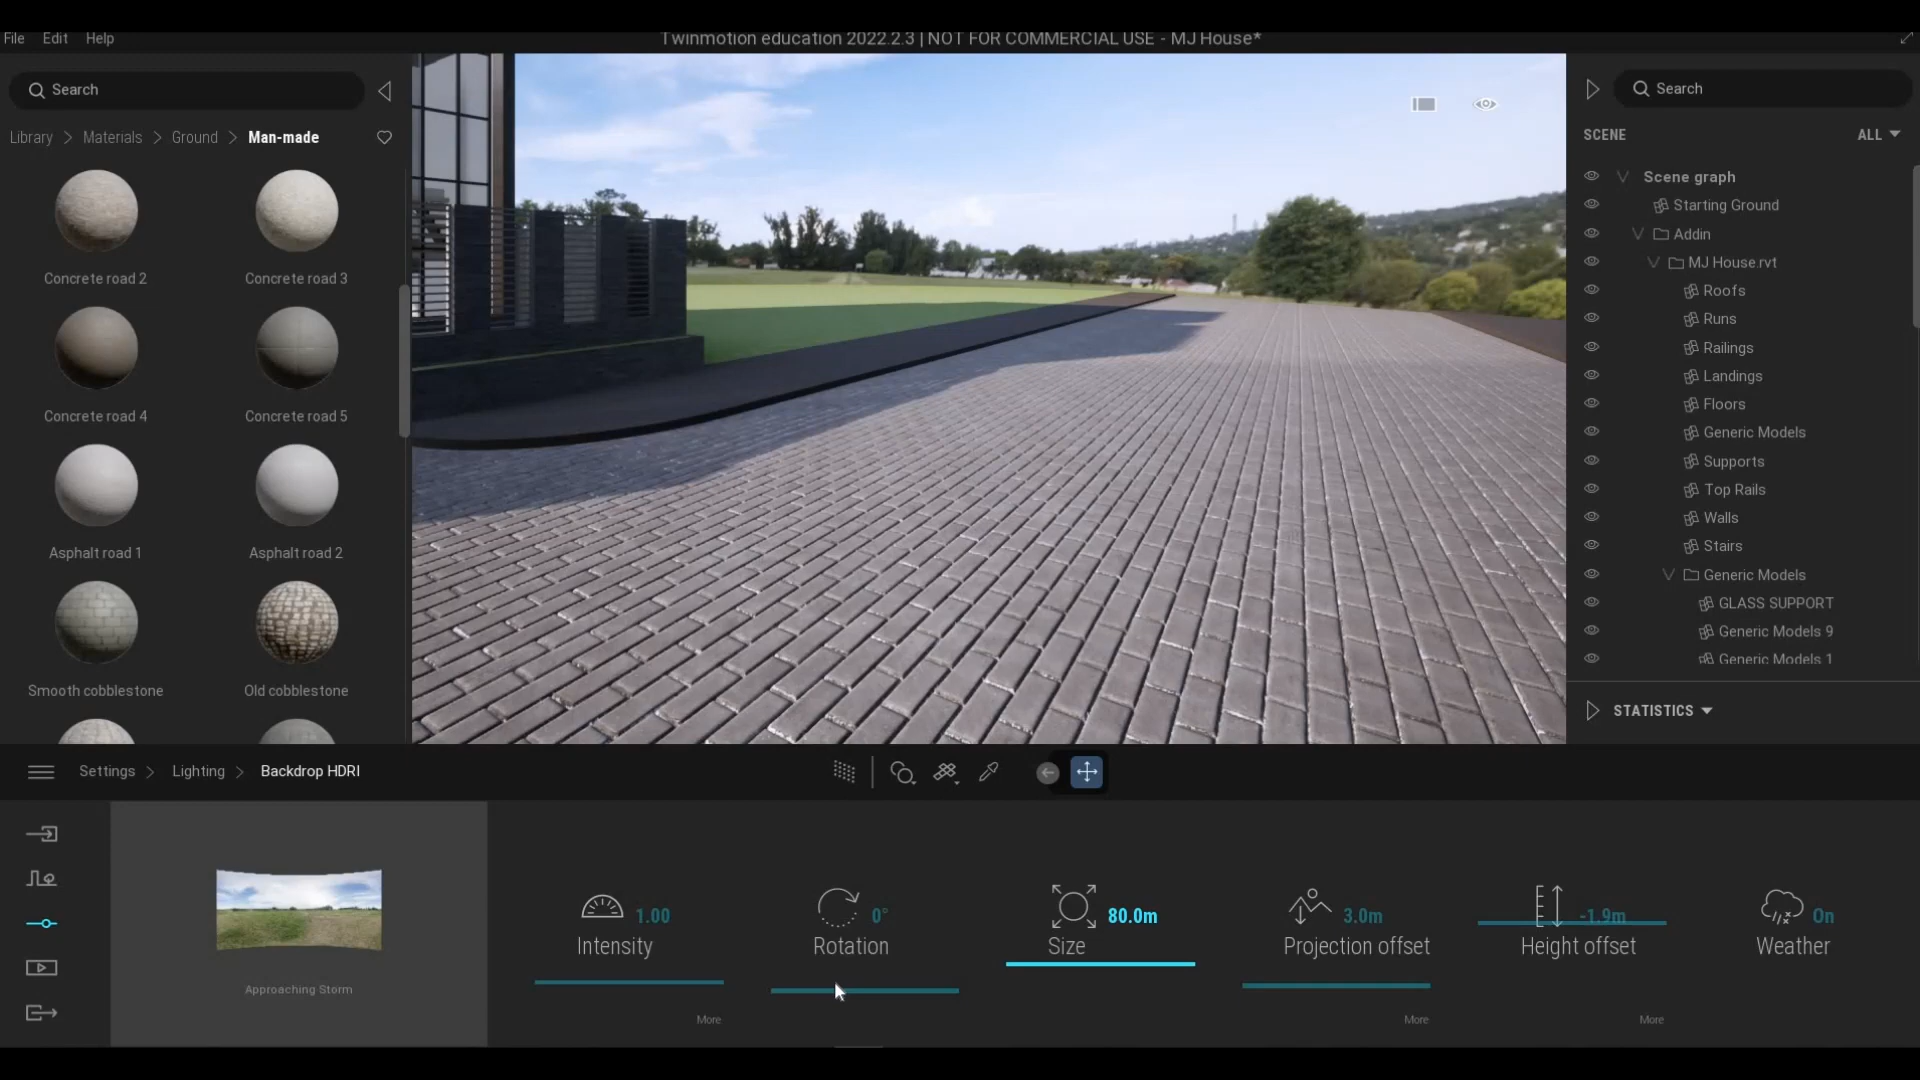 File Edit Help
Twinmotion education 2022.2.3 | NOT FOR COMMERCIAL USE - MJ House*
Search
Library > Materials > Ground > Man-made
Concrete road 2
Concrete road 3
Concrete road 4
Concrete road 5
Asphalt road 1
Asphalt road 2
Smooth cobblestone
Old cobblestone
Search
SCENE
ALL
Scene graph
Starting Ground
Addin
MJ House.rvt
Roofs
Runs
Railings
Landings
Floors
Generic Models
Supports
Top Rails
Walls
Stairs
Generic Models
GLASS SUPPORT
Generic Models 9
Generic Models 1
STATISTICS
Settings > Lighting > Backdrop HDRI
Approaching Storm
1.00
Intensity
More
0°
Rotation
80.0m
Size
3.0m
Projection offset
More
-1.9m
Height offset
More
On
Weather